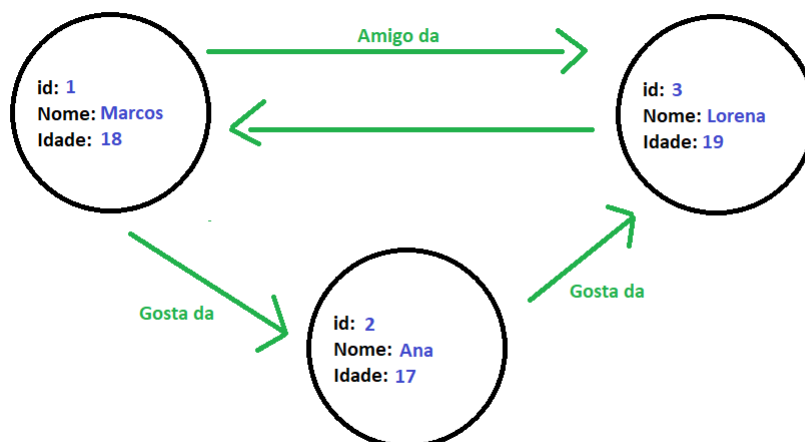 Amigo da
id: 1
Nome: Marcos
Idade: 18
id: 3
Nome: Lorena
Idade: 19
Gosta da
Gosta da
id: 2
Nome: Ana
Idade: 17